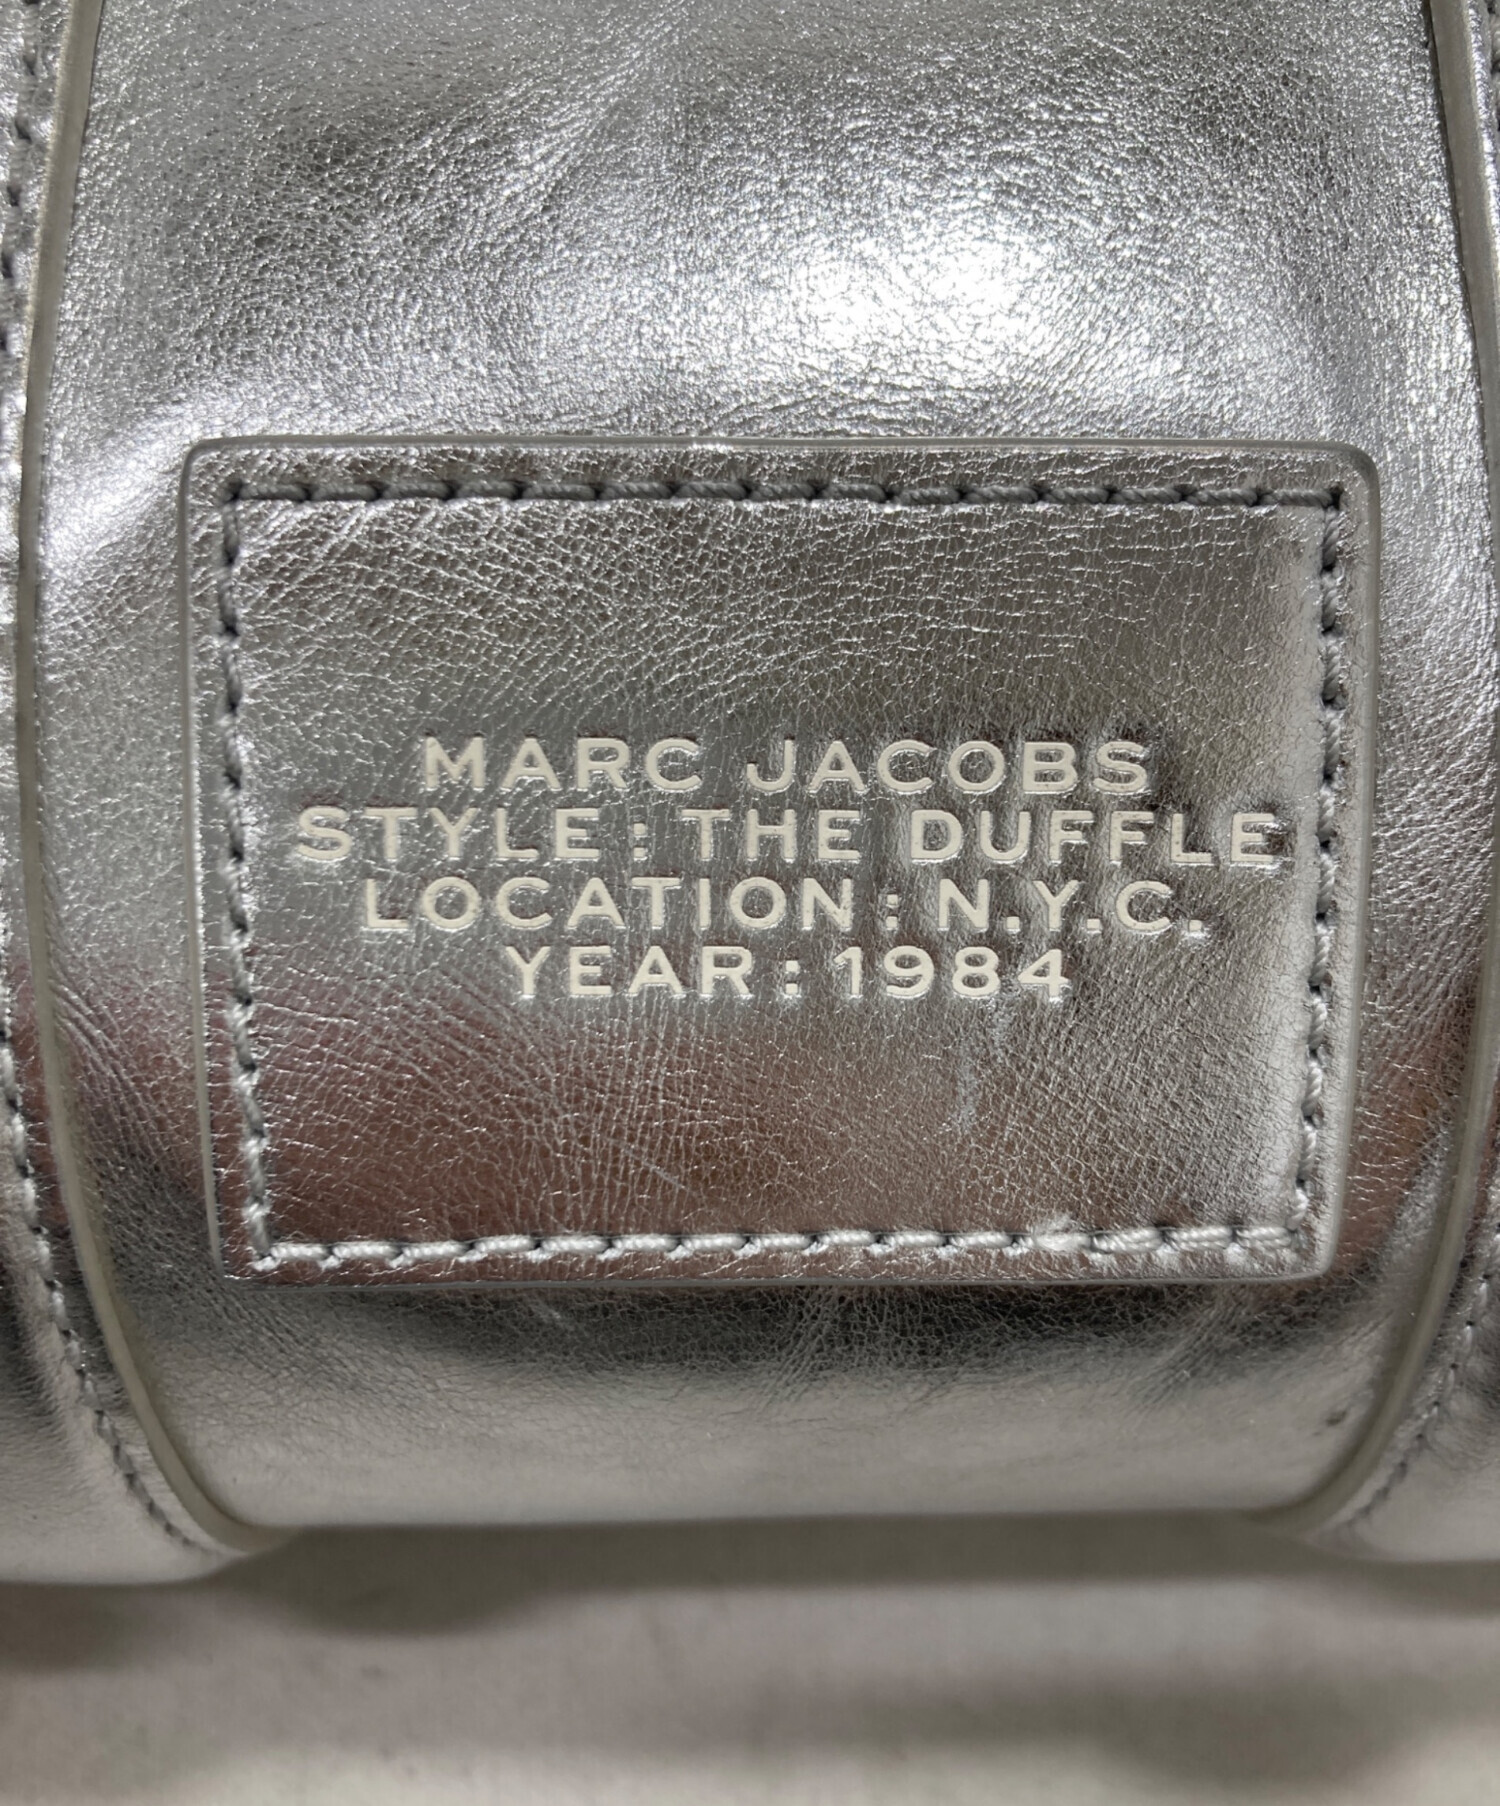 MARC JACOBS
STYLE: THE DUFFLE
LOCATION: N.Y.C.
YEAR: 1984